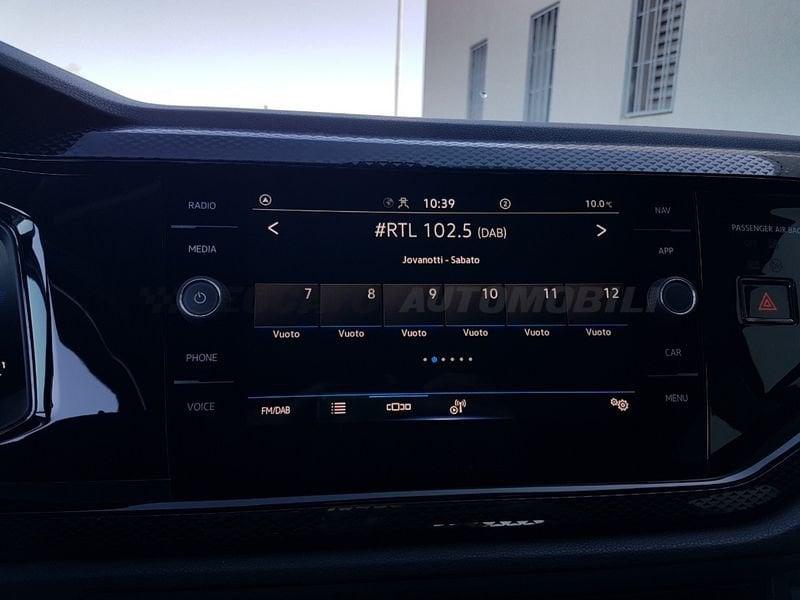 RADIO
MEDIA
PHONE
VOICE
10:39
2
10.0°C
#RTL 102.5 (DAB)
Jovanotti - Sabato
7 8 9 10 11 12
Vuoto Vuoto Vuoto Vuoto Vuoto Vuoto
FM/DAB
NAV
APP
CAR
MENU
PASSENGER AIR BAG
AUTOMOBILI